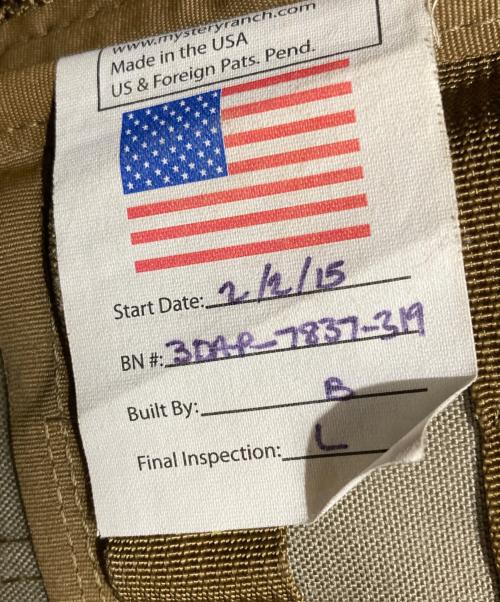 www.mysteryranch.com
Made in the USA
US & Foreign Pats. Pend.
Start Date: 2/2/15
BN #: 3DAP-7837-319
Built By: B
Final Inspection: L